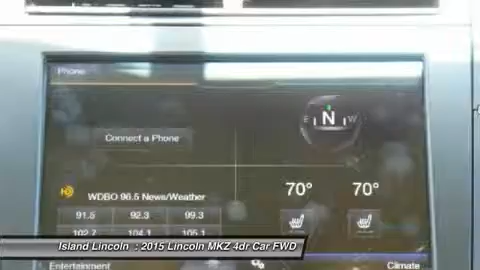 Phone
E N W
Connect a Phone
HD
WDBO 96.5 News/Weather
70° 70°
91.5 92.3 99.3
102.7 104.1 105.1
Island Lincoln : 2015 Lincoln MKZ 4dr Car FWD
Entertainment Climate